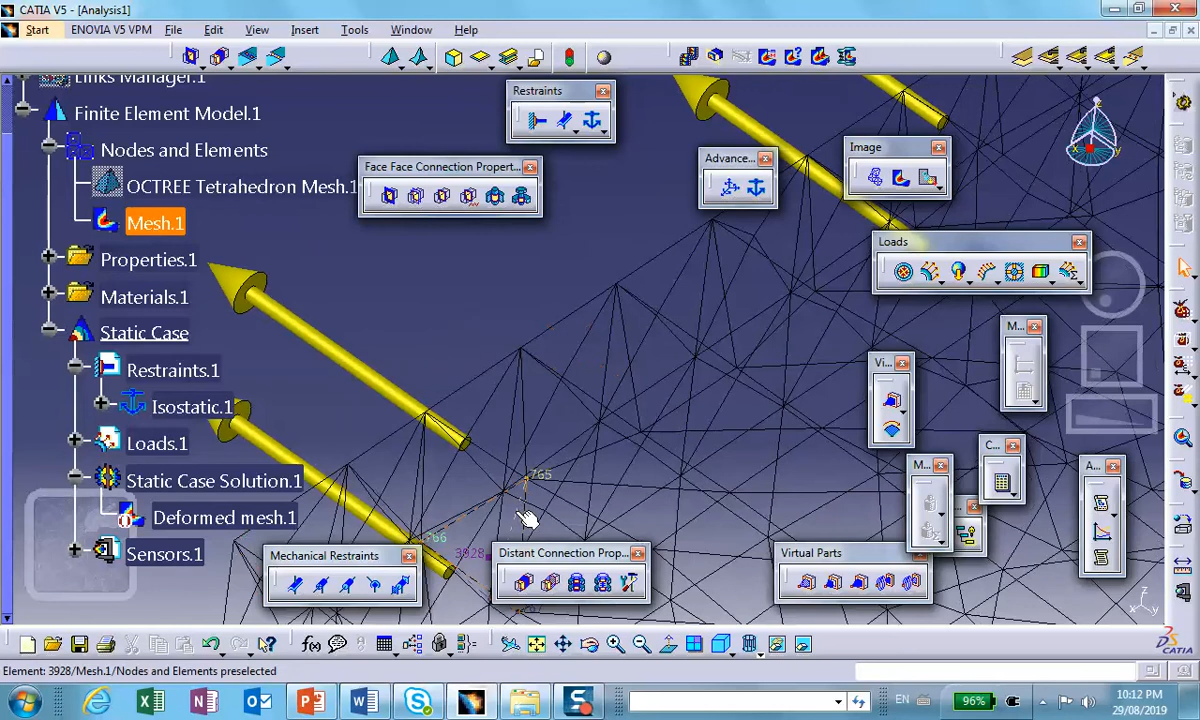 CATIA V5 - [Analysis1]
Start ENOVIA V5 VPM File Edit View Insert Tools Window Help
Links Manager.1
Finite Element Model.1
Nodes and Elements
OCTREE Tetrahedron Mesh.1
Mesh.1
Properties.1
Materials.1
Static Case
Restraints.1
Isostatic.1
Loads.1
Static Case Solution.1
Deformed mesh.1
Sensors.1
Restraints
Face Face Connection Propert...
Advance...
Image
Loads
M...
Vi...
M...
C...
A...
765
766
3928
Mechanical Restraints
Distant Connection Prop...
Virtual Parts
x y z
x y z
f(x)
DS CATIA
Element: 3928/Mesh.1/Nodes and Elements preselected
EN 96% 10:12 PM
29/08/2019